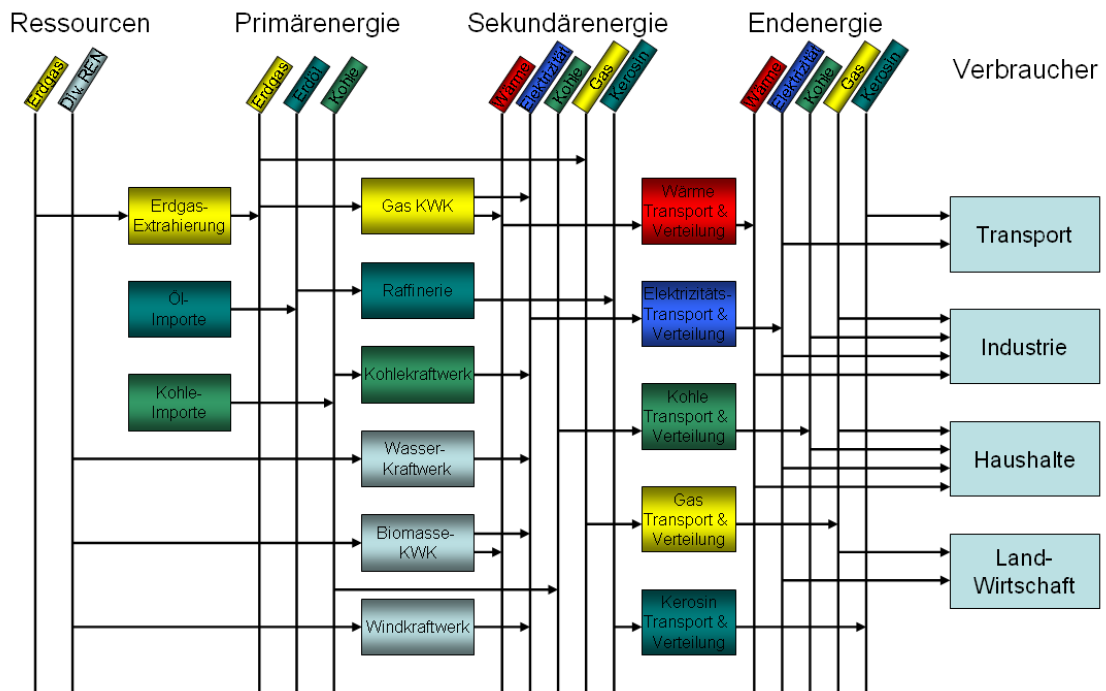 Ressourcen
Primärenergie
Sekundärenergie
Endenergie
Verbraucher
Erdgas
Div. REN
Erdgas
Erdöl
Kohle
Wärme
Elektrizität
Kohle
Gas
Kerosin
Wärme
Elektrizität
Kohle
Gas
Kerosin
Erdgas-
Extrahierung
Öl-
Importe
Kohle-
Importe
Gas KWK
Raffinerie
Kohlekraftwerk
Wasser-
Kraftwerk
Biomasse-
KWK
Windkraftwerk
Wärme
Transport &
Verteilung
Elektrizitäts-
Transport &
Verteilung
Kohle
Transport &
Verteilung
Gas
Transport &
Verteilung
Kerosin
Transport &
Verteilung
Transport
Industrie
Haushalte
Land-
Wirtschaft